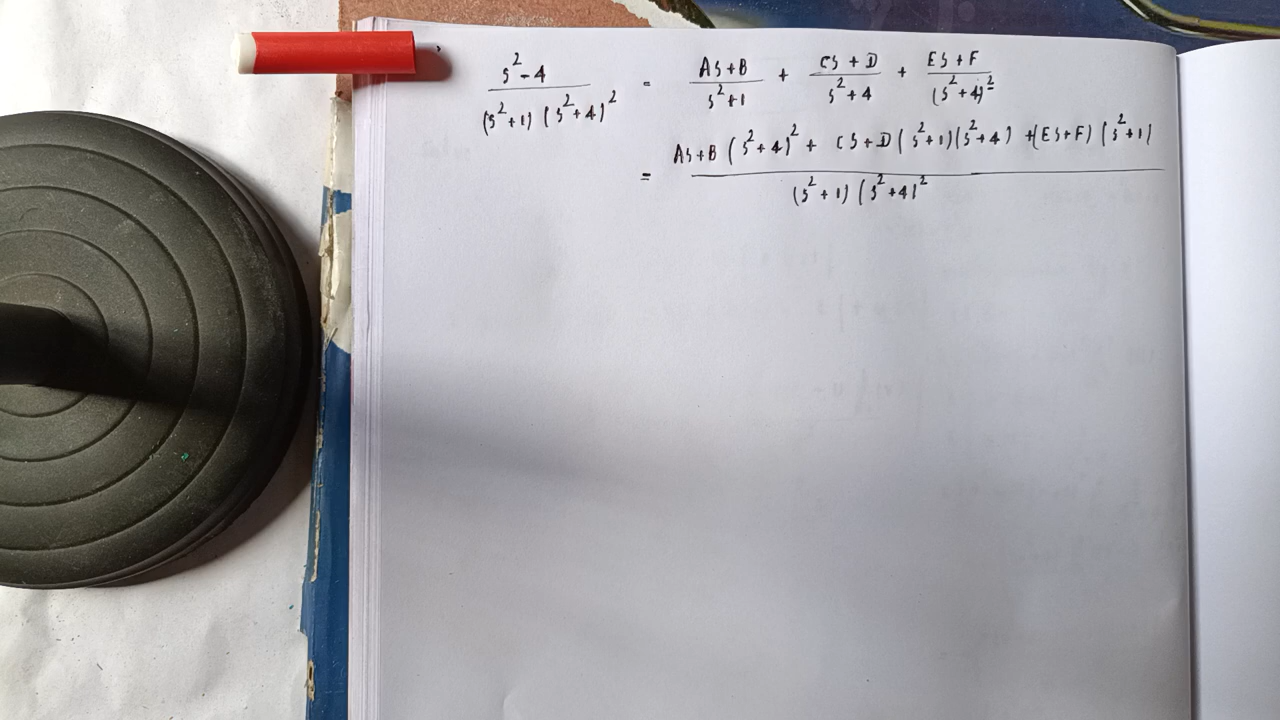 s² - 4 / (s² + 1) (s² + 4)² = As + B / s² + 1 + Cs + D / s² + 4 + Es + F / (s² + 4)²
= As + B (s² + 4)² + Cs + D (s² + 1)(s² + 4) + (Es + F) (s² + 1) / (s² + 1) (s² + 4)²